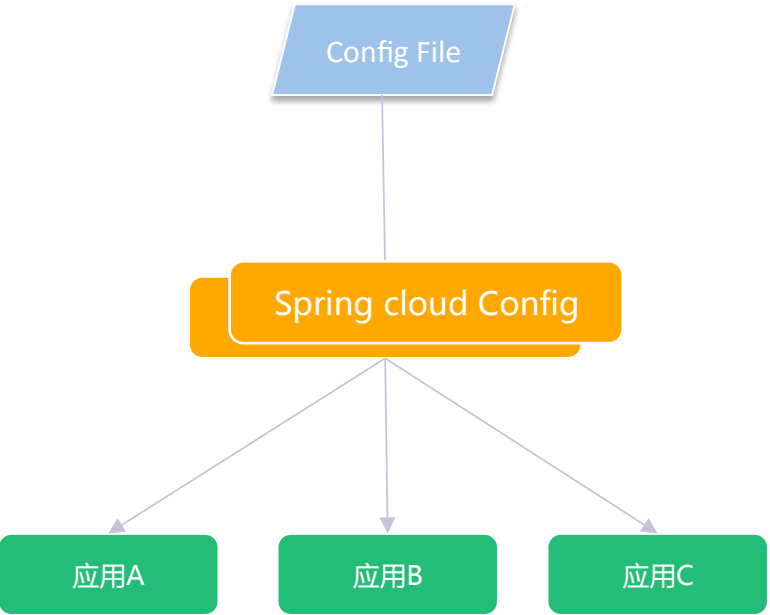 Config File
Spring cloud Config
应用A
应用B
应用C